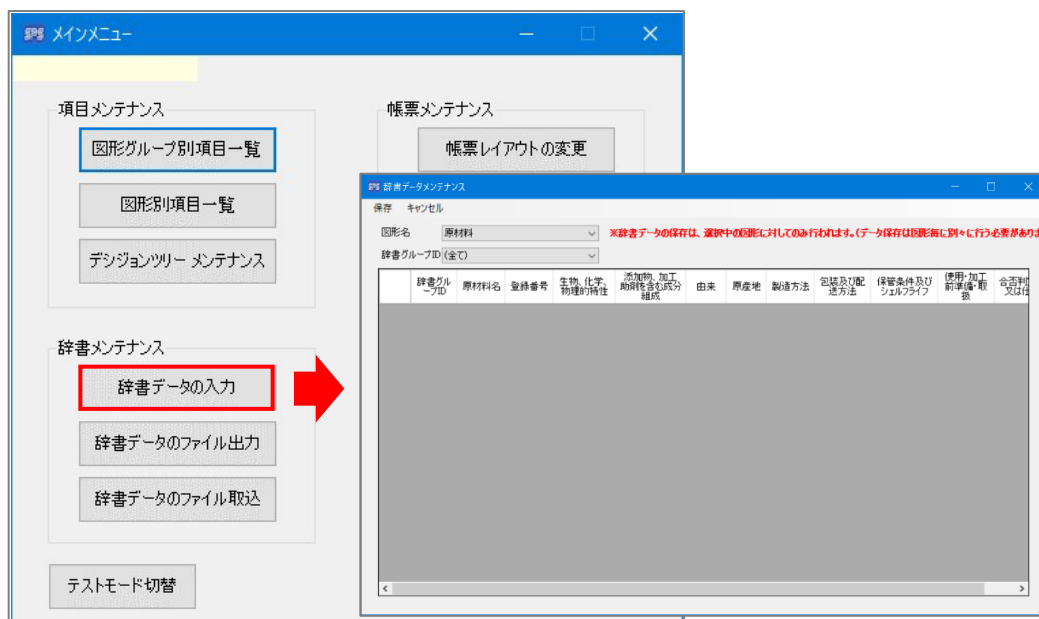 SPS メインメニュー
項目メンテナンス
図形グループ別項目一覧
図形別項目一覧
デシジョンツリー メンテナンス
帳票メンテナンス
帳票レイアウトの変更
辞書メンテナンス
辞書データの入力
辞書データのファイル出力
辞書データのファイル取込
テストモード切替
SPS 辞書データメンテナンス
保存 キャンセル
図形名 原材料 ※辞書データの保存は、選択中の図形に対してのみ行われます。(データ保存は図形毎に別々に行う必要があり
辞書グループID (全て)
辞書グル
ープID
原材料名
登録番号
生物、化学、
物理的特性
添加物、加工
助剤を含む成分
組成
由来
原産地
製造方法
包装及び配
送方法
保管条件及び
シェルフライフ
使用・加工
前準備・取
扱
合否判
又は仕